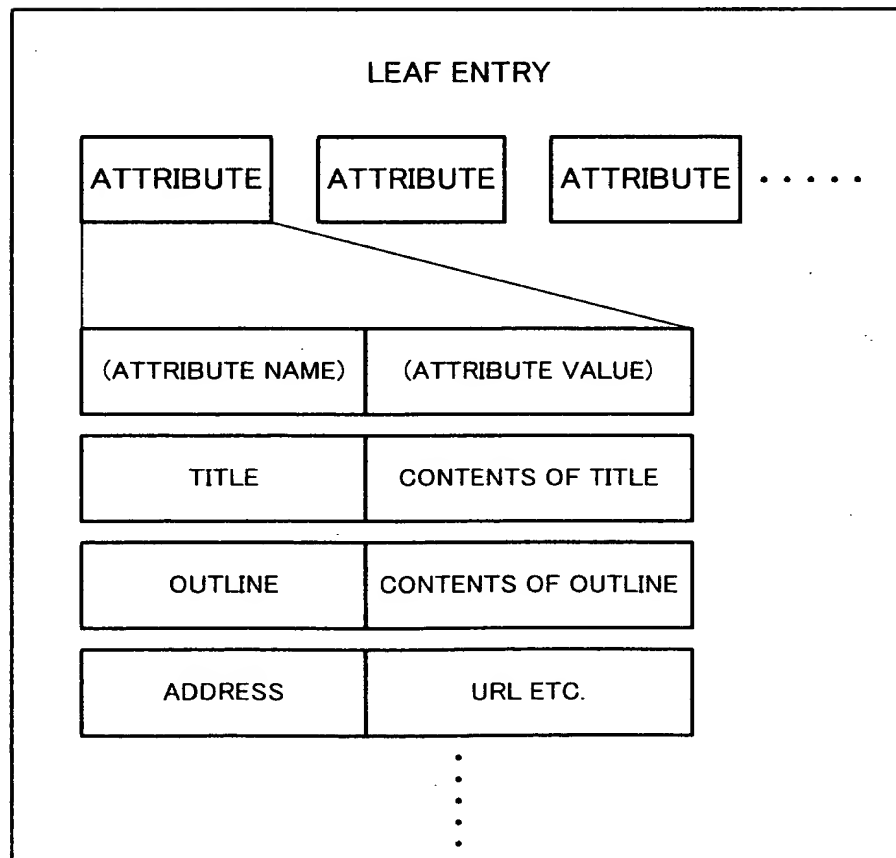 LEAF ENTRY
ATTRIBUTE ATTRIBUTE ATTRIBUTE · · · · ·
(ATTRIBUTE NAME) (ATTRIBUTE VALUE)
TITLE CONTENTS OF TITLE
OUTLINE CONTENTS OF OUTLINE
ADDRESS URL ETC.